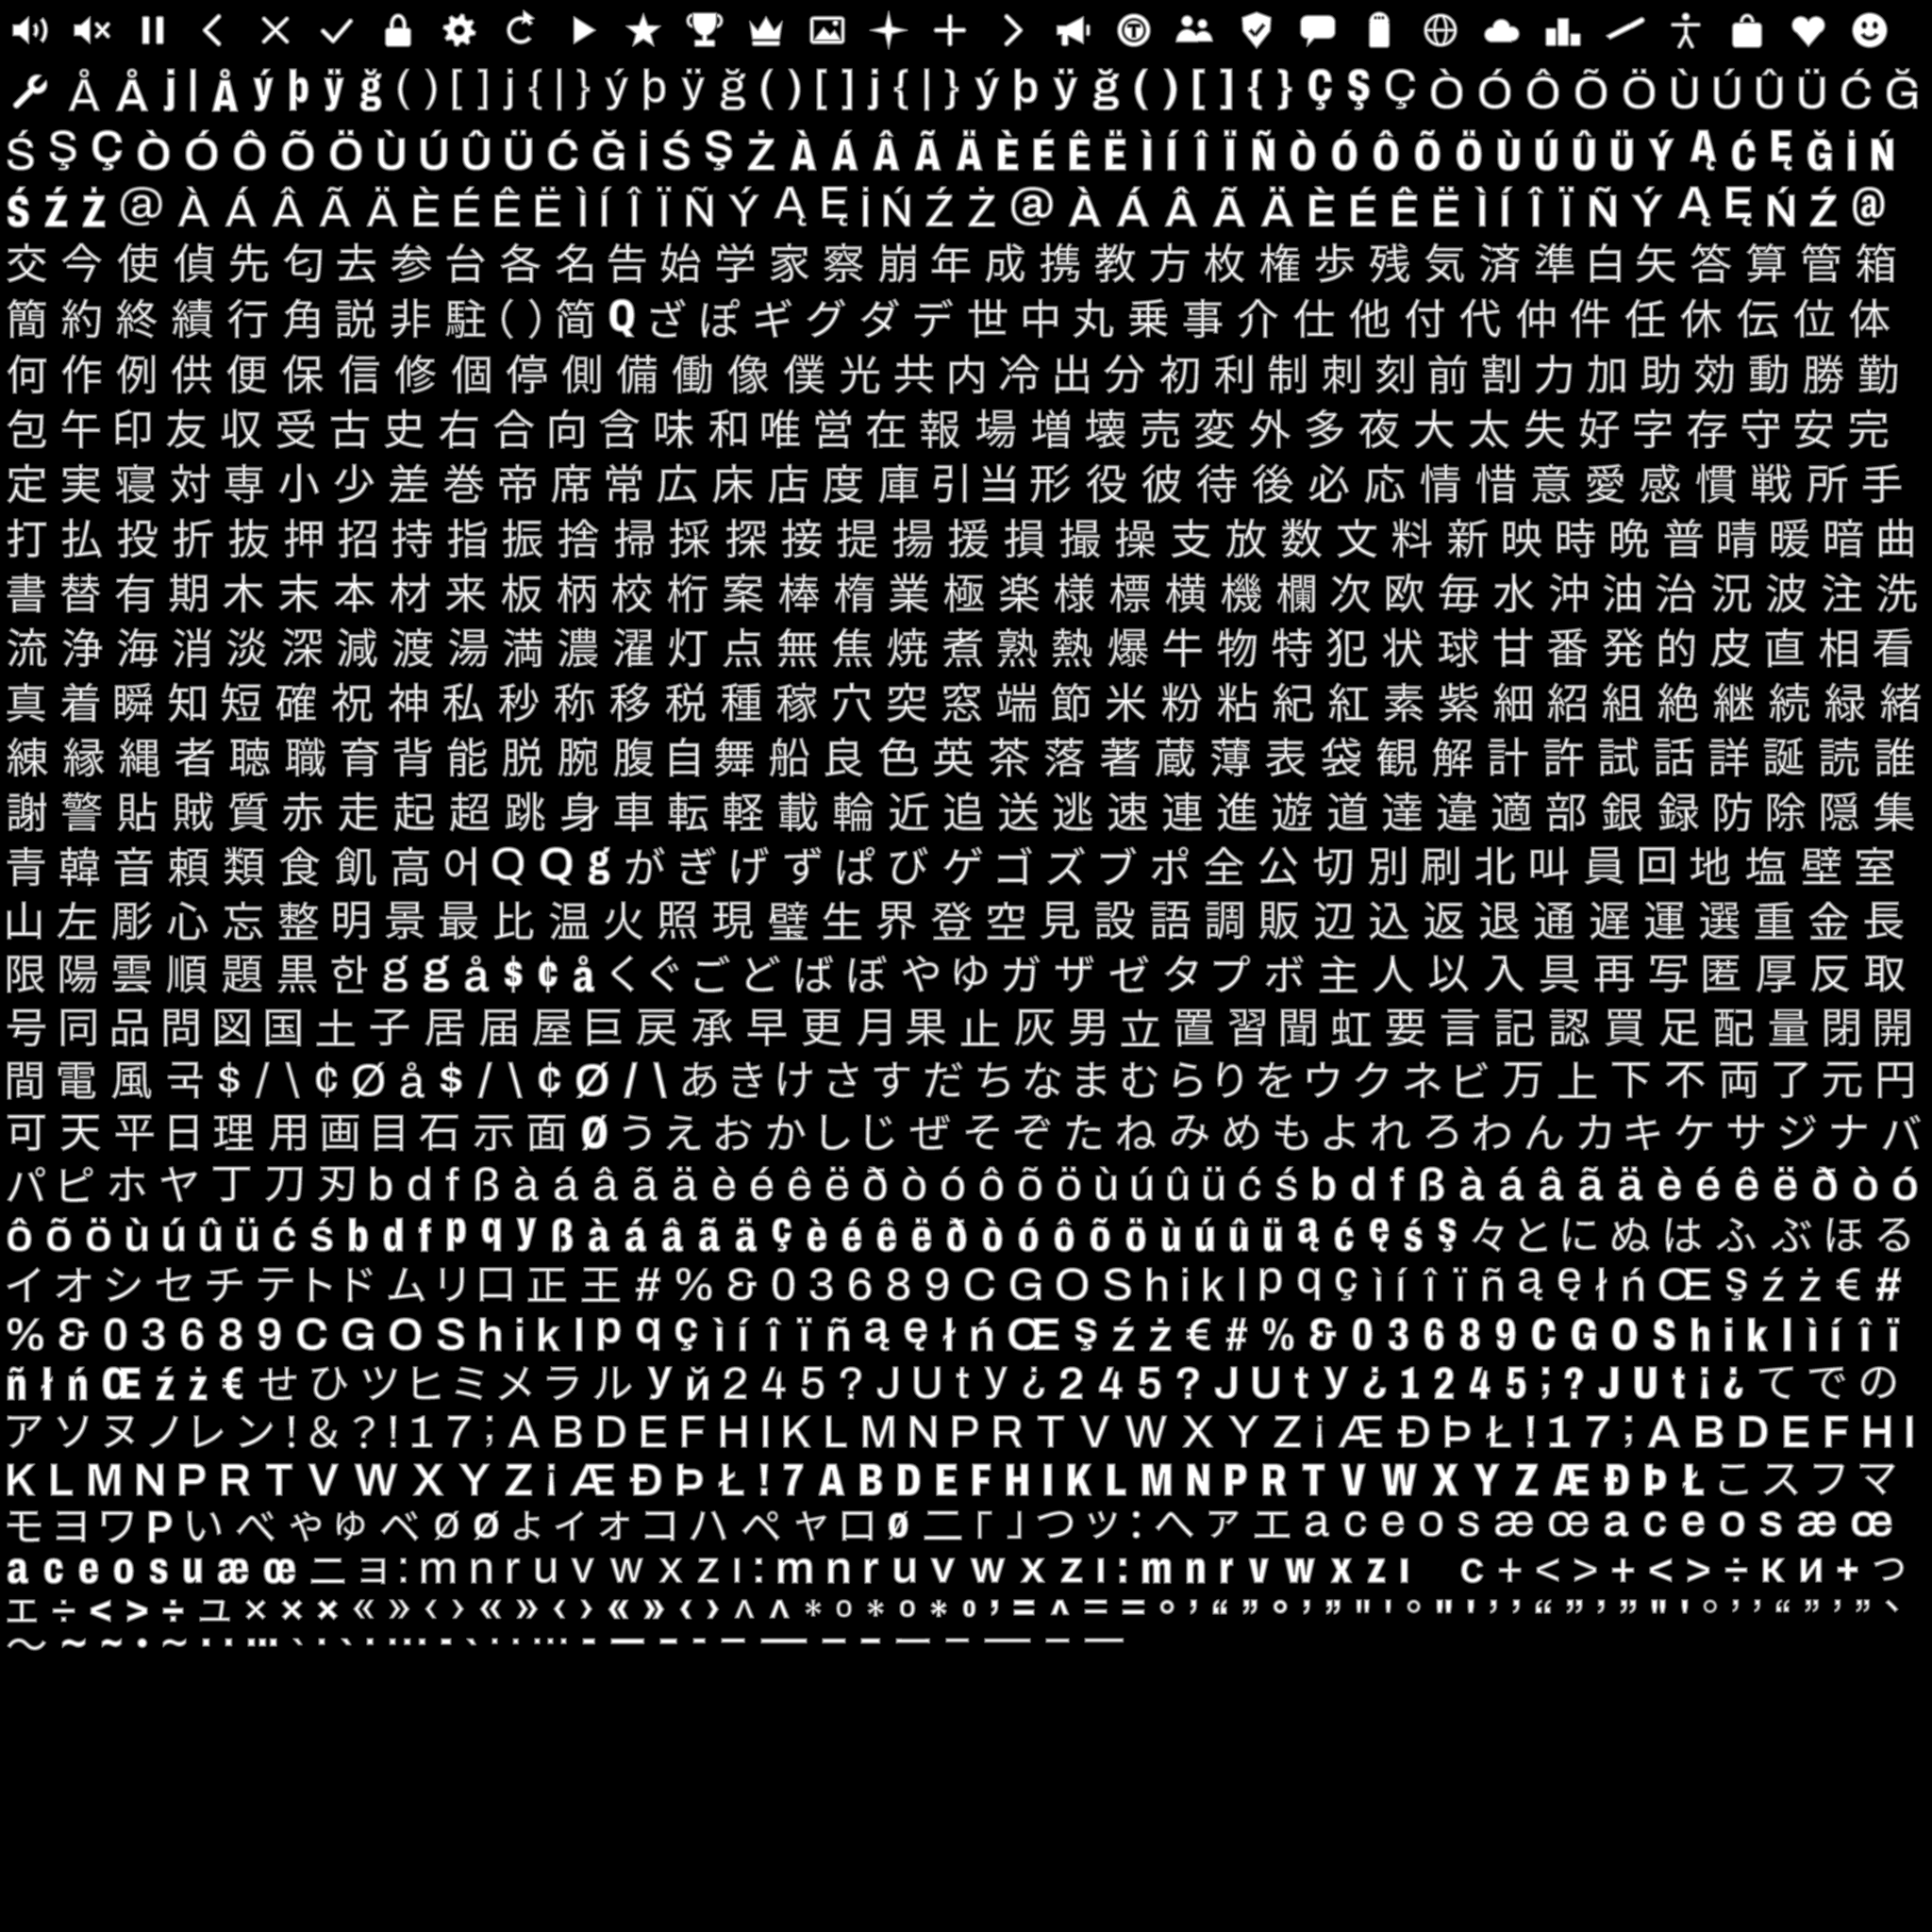 Å Å j | Å ý þ ÿ ğ ( ) [ ] j { | } ý þ ÿ ğ ( ) [ ] j { | } ý þ ÿ ğ ( ) [ ] { } Ç Ş Ç Ò Ó Ô Õ Ö Ù Ú Û Ü Ć Ğ
Ś Ş Ç Ò Ó Ô Õ Ö Ù Ú Û Ü Ć Ğ İ Ś Ş Ż À Á Â Ã Ä È É Ê Ë Ì Í Î Ï Ñ Ò Ó Ô Õ Ö Ù Ú Û Ü Ý Ą Ć Ę Ğ İ Ń
Ś Ź Ż @ À Á Â Ã Ä È É Ê Ë Ì Í Î Ï Ñ Ý Ą Ę İ Ń Ź Ż @ À Á Â Ã Ä È É Ê Ë Ì Í Î Ï Ñ Ý Ą Ę Ń Ź @
交 今 使 偵 先 匂 去 参 台 各 名 告 始 学 家 察 崩 年 成 携 教 方 枚 権 歩 残 気 済 準 白 矢 答 算 管 箱
簡 約 終 績 行 角 説 非 駐 ( ) 简 Q ざ ぽ ギ グ ダ デ 世 中 丸 乗 事 介 仕 他 付 代 仲 件 任 休 伝 位 体
何 作 例 供 便 保 信 修 個 停 側 備 働 像 僕 光 共 内 冷 出 分 初 利 制 刺 刻 前 割 力 加 助 効 動 勝 勤
包 午 印 友 収 受 古 史 右 合 向 含 味 和 唯 営 在 報 場 増 壊 売 変 外 多 夜 大 太 失 好 字 存 守 安 完
定 実 寝 対 専 小 少 差 巻 帝 席 常 広 床 店 度 庫 引 当 形 役 彼 待 後 必 応 情 惜 意 愛 感 慣 戦 所 手
打 払 投 折 抜 押 招 持 指 振 捨 掃 採 探 接 提 揚 援 損 撮 操 支 放 数 文 料 新 映 時 晩 普 晴 暖 暗 曲
書 替 有 期 木 末 本 材 来 板 柄 校 桁 案 棒 楕 業 極 楽 様 標 横 機 欄 次 欧 毎 水 沖 油 治 況 波 注 洗
流 浄 海 消 淡 深 減 渡 湯 満 濃 濯 灯 点 無 焦 焼 煮 熟 熱 爆 牛 物 特 犯 状 球 甘 番 発 的 皮 直 相 看
真 着 瞬 知 短 確 祝 神 私 秒 称 移 税 種 稼 穴 突 窓 端 節 米 粉 粘 紀 紅 素 紫 細 紹 組 絶 継 続 緑 緒
練 縁 縄 者 聴 職 育 背 能 脱 腕 腹 自 舞 船 良 色 英 茶 落 著 蔵 薄 表 袋 観 解 計 許 試 話 詳 誕 読 誰
謝 警 貼 賊 質 赤 走 起 超 跳 身 車 転 軽 載 輪 近 追 送 逃 速 連 進 遊 道 達 違 適 部 銀 録 防 除 隠 集
青 韓 音 頼 類 食 飢 高 어 Q Q g が ぎ げ ず ぱ び ゲ ゴ ズ ブ ポ 全 公 切 別 刷 北 叫 員 回 地 塩 壁 室
山 左 彫 心 忘 整 明 景 最 比 温 火 照 現 璧 生 界 登 空 見 設 語 調 販 辺 込 返 退 通 遅 運 選 重 金 長
限 陽 雲 順 題 黒 한 g g å $ ¢ å く ぐ ご ど ば ぼ や ゆ ガ ザ ゼ タ プ ボ 主 人 以 入 具 再 写 匿 厚 反 取
号 同 品 問 図 国 土 子 居 届 屋 巨 戻 承 早 更 月 果 止 灰 男 立 置 習 聞 虹 要 言 記 認 買 足 配 量 閉 開
間 電 風 국 $ / \ ¢ Ø å $ / \ ¢ Ø / \ あ き け さ す だ ち な ま む ら り を ウ ク ネ ビ 万 上 下 不 両 了 元 円
可 天 平 日 理 用 画 目 石 示 面 Ø う え お か し じ ぜ そ ぞ た ね み め も よ れ ろ わ ん カ キ ケ サ ジ ナ バ
パ ピ ホ ヤ 丁 刀 刃 b d f ß à á â ã ä è é ê ë ð ò ó ô õ ö ù ú û ü ć ś b d f ß à á â ã ä è é ê ë ð ò ó
ô õ ö ù ú û ü ć ś b d f p q y ß à á â ã ä ç è é ê ë ð ò ó ô õ ö ù ú û ü ą ć ę ś ş 々 と に ぬ は ふ ぶ ほ る
イ オ シ セ チ テ ト ド ム リ 口 正 王 # % & 0 3 6 8 9 C G O S h i k l p q ç ì í î ï ñ ą ę ł ń Œ ş ź ż € #
% & 0 3 6 8 9 C G O S h i k l p q ç ì í î ï ñ ą ę ł ń Œ ş ź ż € # % & 0 3 6 8 9 C G O S h i k l ì í î ï
ñ ł ń Œ ź ż € せ ひ ツ ヒ ミ メ ラ ル у й 2 4 5 ? J U t y ¿ 2 4 5 ? J U t y ¿ 1 2 4 5 ; ? J U t ¡ ¿ て で の
ア ソ ヌ ノ レ ン ! & ? ! 1 7 ; A B D E F H I K L M N P R T V W X Y Z ¡ Æ Ð Þ Ł ! 1 7 ; A B D E F H I
K L M N P R T V W X Y Z ¡ Æ Ð Þ Ł ! 7 A B D E F H I K L M N P R T V W X Y Z Æ Ð Þ Ł こ ス フ マ
モ ヨ ワ Р い べ ゃ ゅ ベ ø ø ょ ィ ォ コ ハ ペ ャ ロ ø 二 「 」 つ ッ : へ ァ エ a c e o s æ œ a c e o s æ œ
a c e o s u æ œ ニ ョ : m n r u v w x z ı : m n r u v w x z ı : m n r v w x z ı с + < > + < > ÷ к и + っ
ェ ÷ < > ÷ ュ × × × « » ‹ › « » ‹ › « » ‹ › ^ ^ * º * º * º ’ = ^ = = ° ’ “ ” ° ’ ” " ' ° " ' ’ ’ “ ” ’ ” " ' ° ’ ’ “ ” ’ ” 、